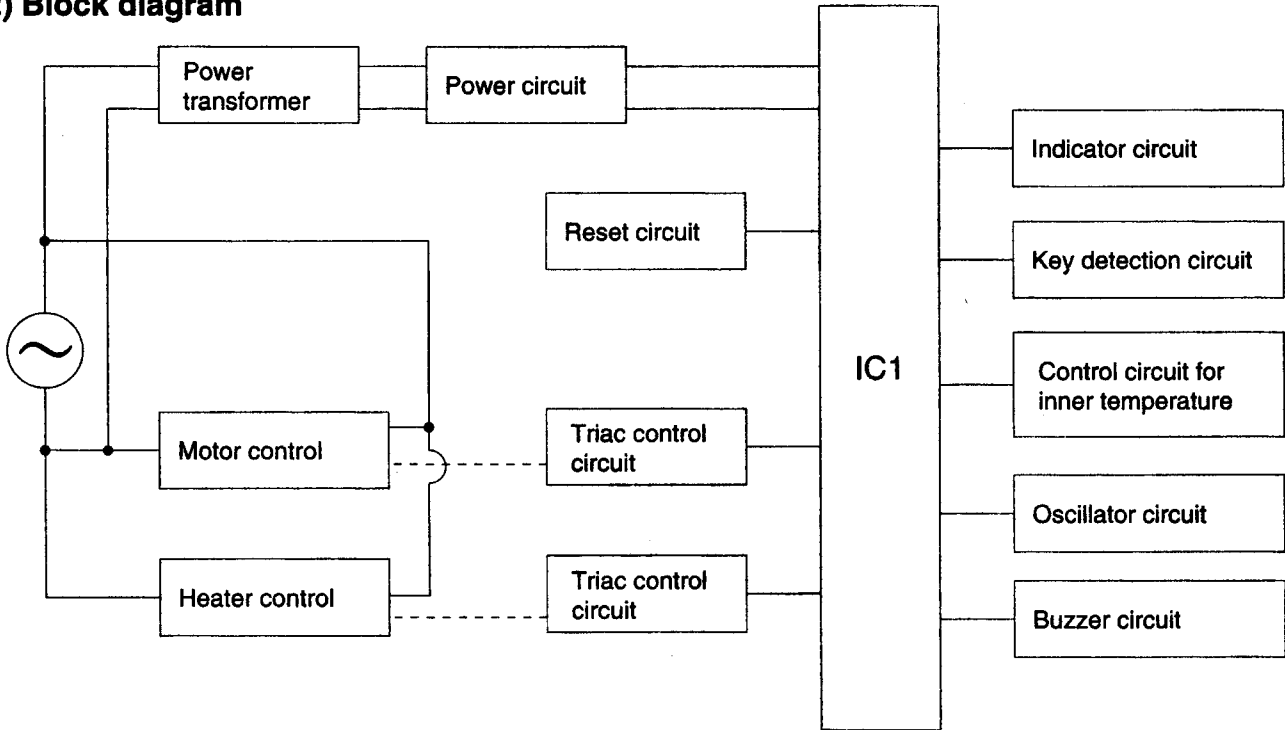 ) Block diagram
Power
transformer
Power circuit
Indicator circuit
Reset circuit
Key detection circuit
IC1
Control circuit for
inner temperature
Motor control
Triac control
circuit
Oscillator circuit
Heater control
Triac control
circuit
Buzzer circuit